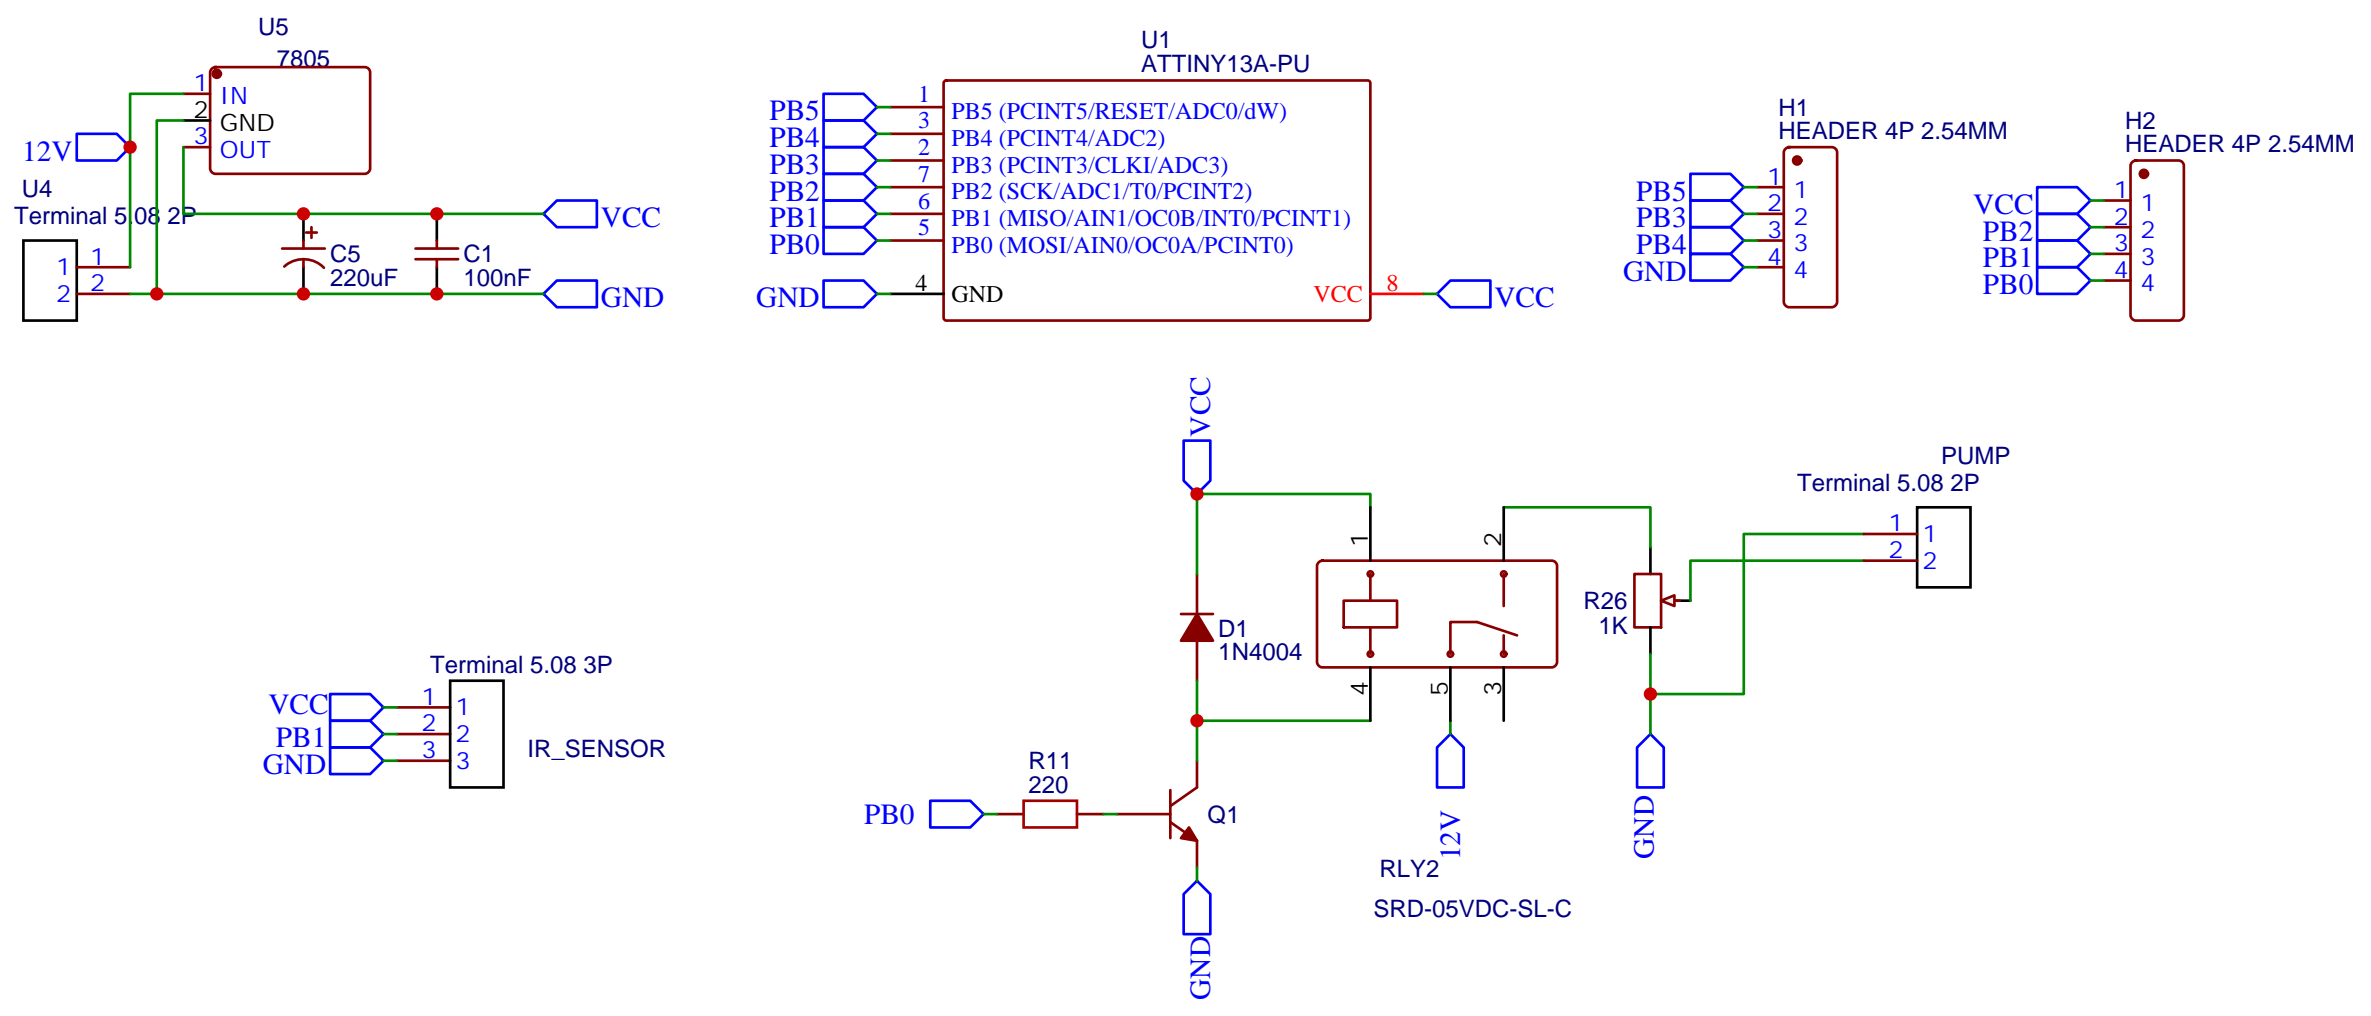 U5
7805
1
IN
2
GND
3
OUT
12V
U4
Terminal 5.08 2P
1
1
2
2
C5
220uF
C1
100nF
VCC
GND
U1
ATTINY13A-PU
PB5 1 PB5 (PCINT5/RESET/ADC0/dW)
PB4 3 PB4 (PCINT4/ADC2)
PB3 2 PB3 (PCINT3/CLKI/ADC3)
PB2 7 PB2 (SCK/ADC1/T0/PCINT2)
PB1 6 PB1 (MISO/AIN1/OC0B/INT0/PCINT1)
PB0 5 PB0 (MOSI/AIN0/OC0A/PCINT0)
GND 4 GND
VCC 8 VCC
H1
HEADER 4P 2.54MM
PB5 1 1
PB3 2 2
PB4 3 3
GND 4 4
H2
HEADER 4P 2.54MM
VCC 1 1
PB2 2 2
PB1 3 3
PB0 4 4
Terminal 5.08 3P
VCC 1 1
PB1 2 2
GND 3 3
IR_SENSOR
VCC
D1
1N4004
1
2
4
5
3
R11
220
PB0
Q1
GND
12V
RLY2
SRD-05VDC-SL-C
R26
1K
GND
PUMP
Terminal 5.08 2P
1 1
2 2